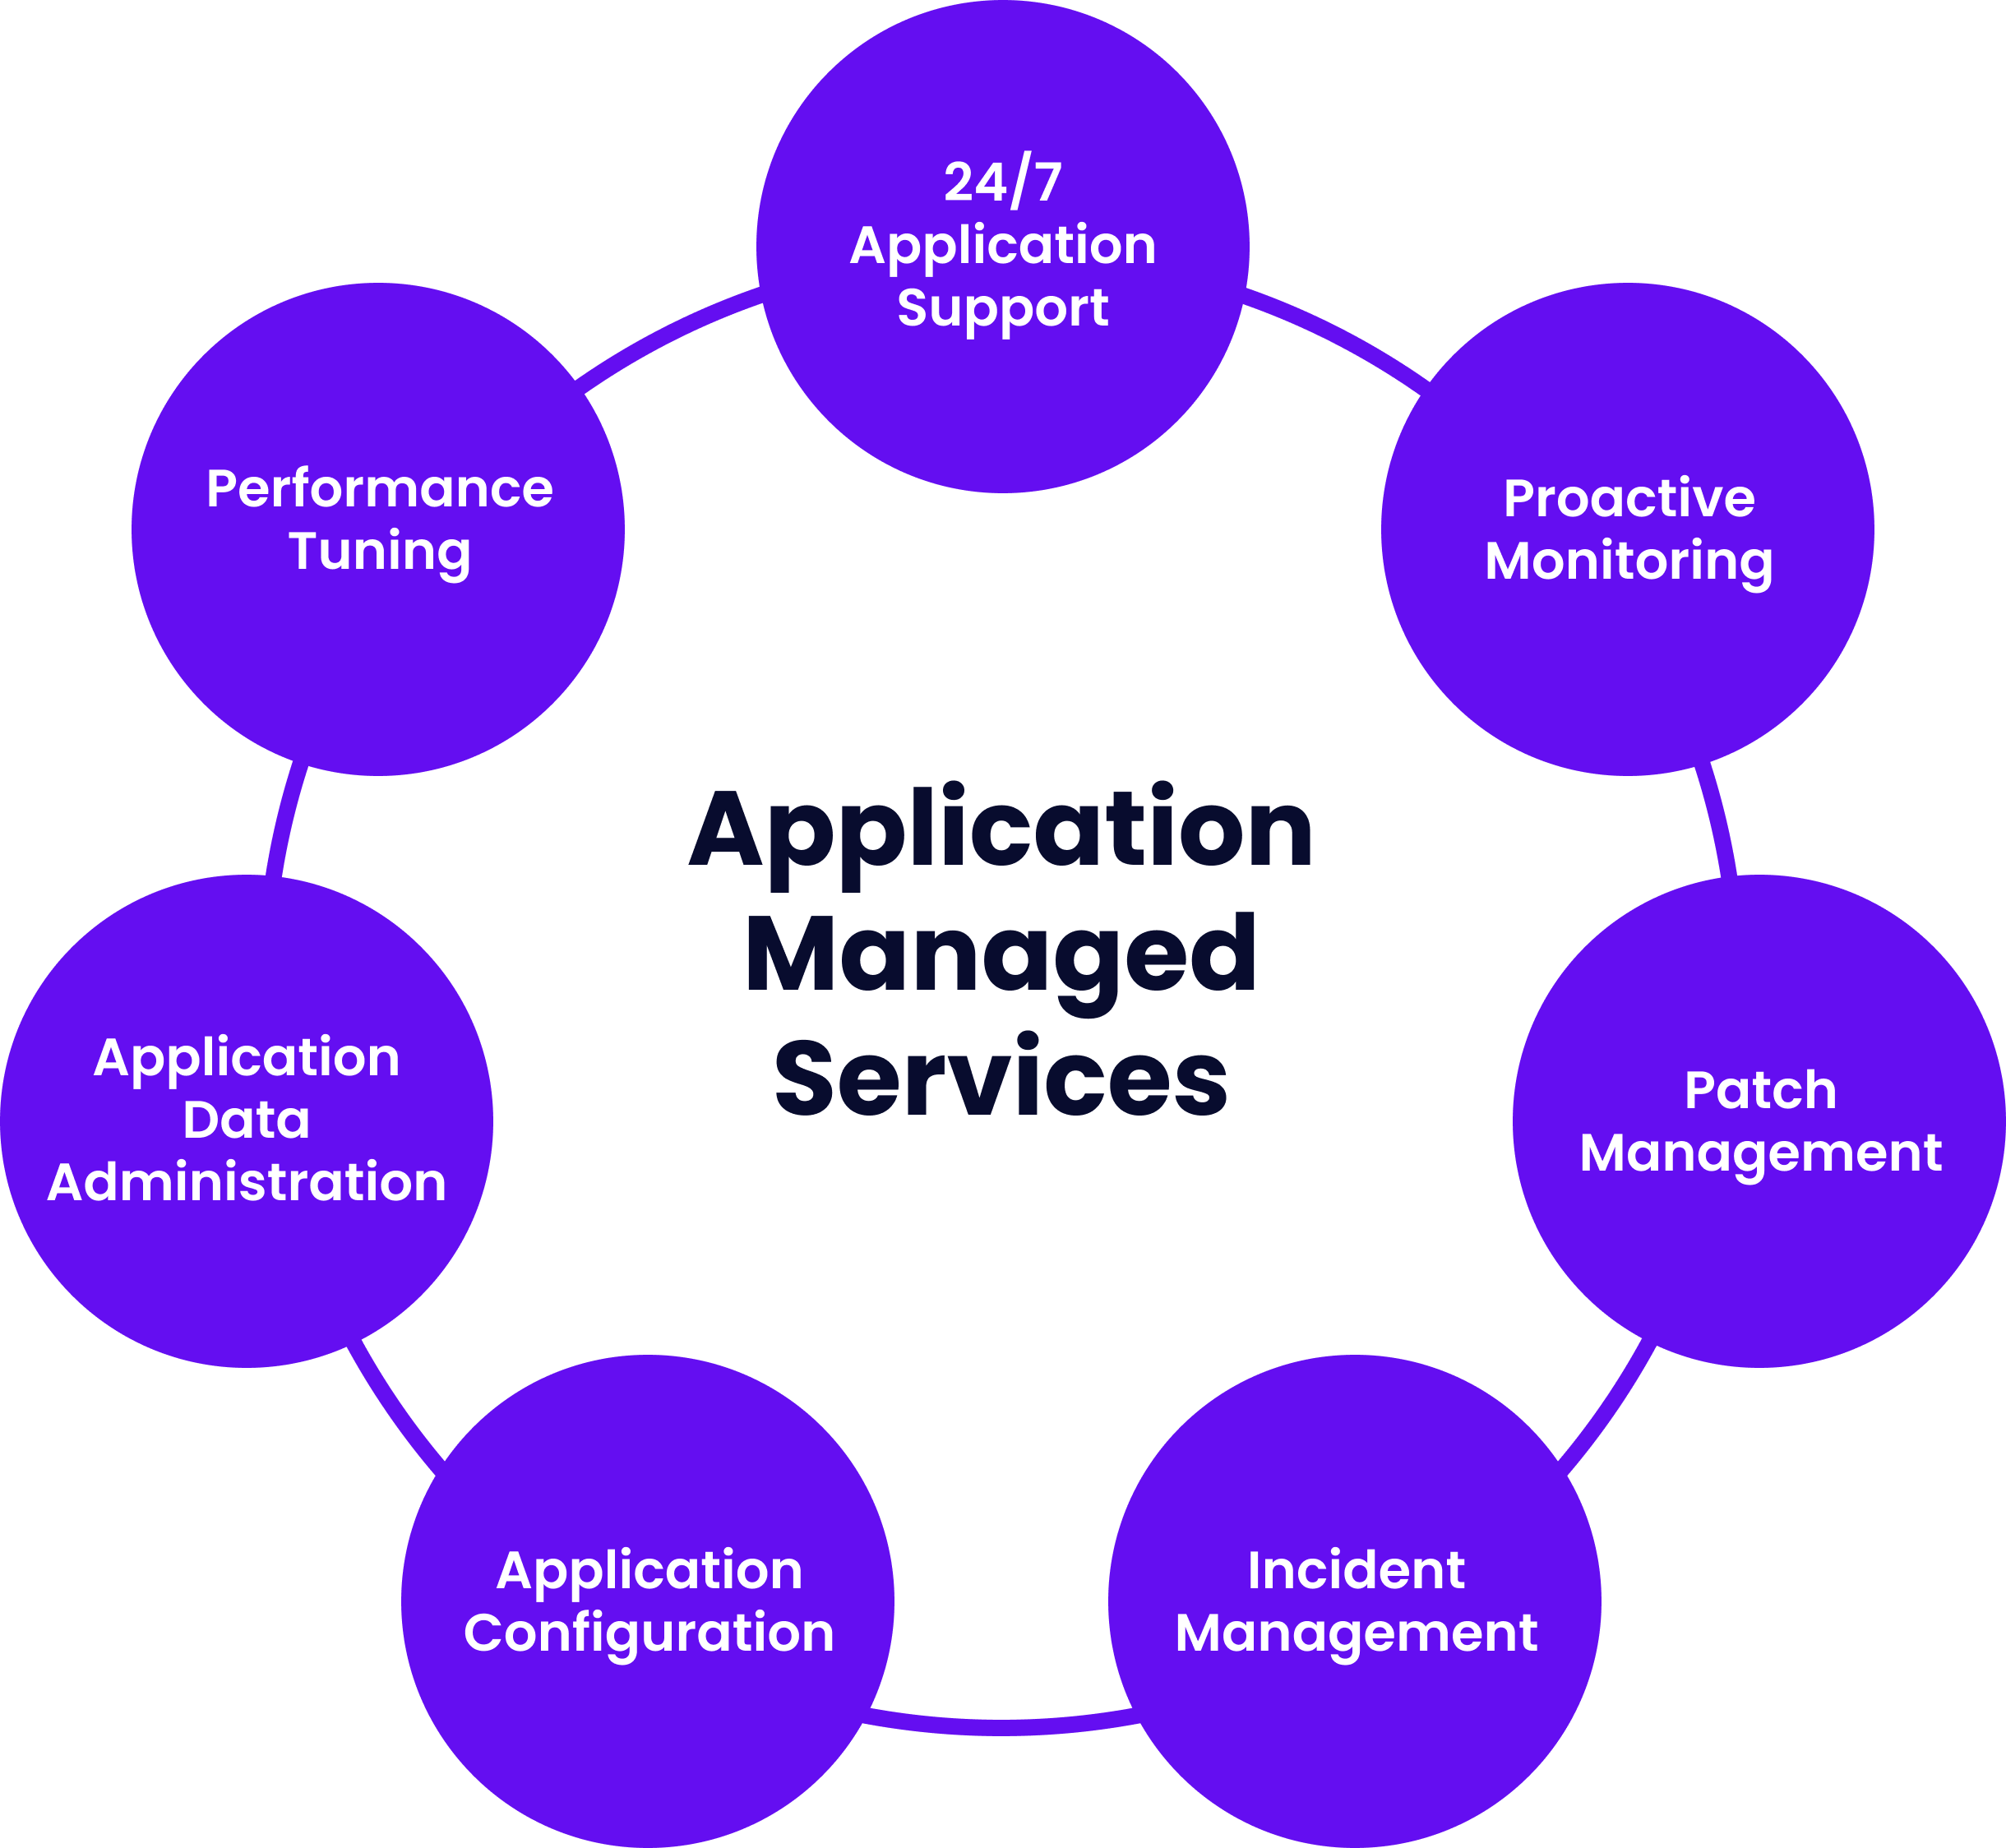 24/7
Application
Support
Performance
Tuning
Proactive
Monitoring
Application
Managed
Services
Application
Data
Administration
Patch
Management
Application
Configuration
Incident
Management